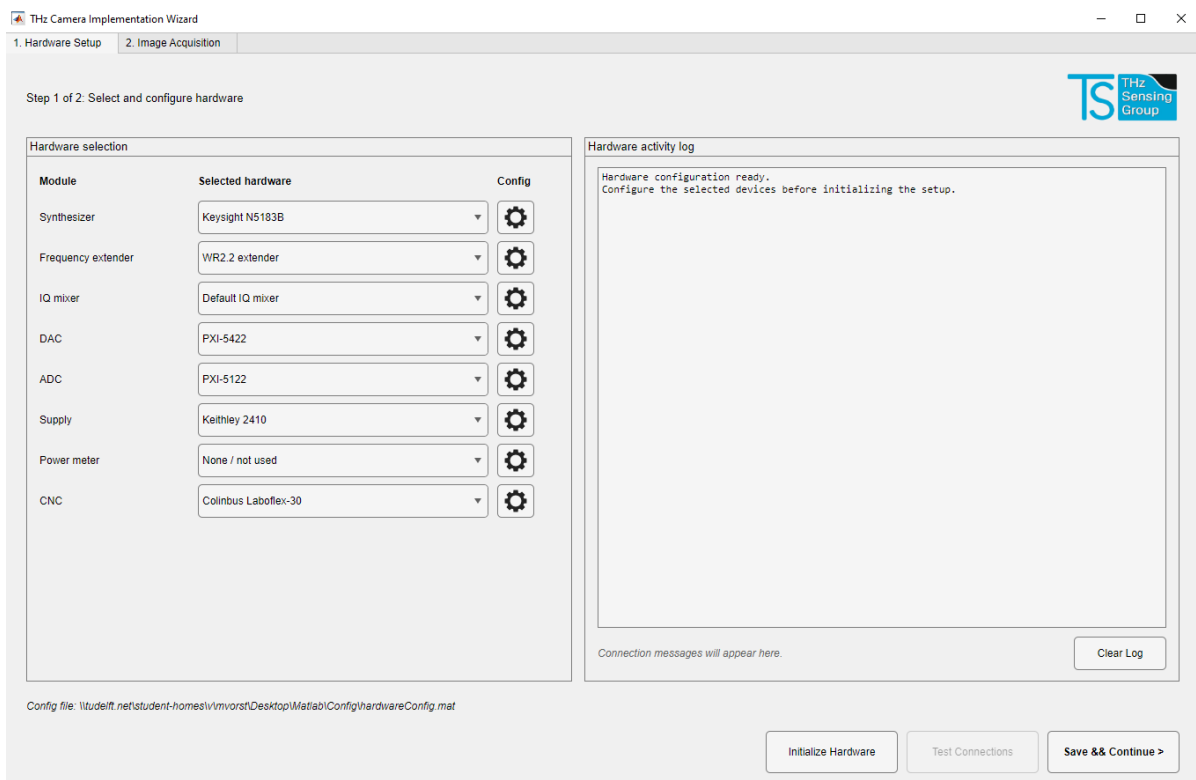 THz Camera Implementation Wizard
1. Hardware Setup
2. Image Acquisition
Step 1 of 2: Select and configure hardware
TS THz Sensing Group
Hardware selection
Module Selected hardware Config
Synthesizer Keysight N5183B
Frequency extender WR2.2 extender
IQ mixer Default IQ mixer
DAC PXI-5422
ADC PXI-5122
Supply Keithley 2410
Power meter None / not used
CNC Colinbus Laboflex-30
Hardware activity log
Hardware configuration ready.
Configure the selected devices before initializing the setup.
Connection messages will appear here.
Clear Log
Config file: \\tudelft.net\student-homes\v\mvorst\Desktop\Matlab\Config\hardwareConfig.mat
Initialize Hardware
Test Connections
Save && Continue >